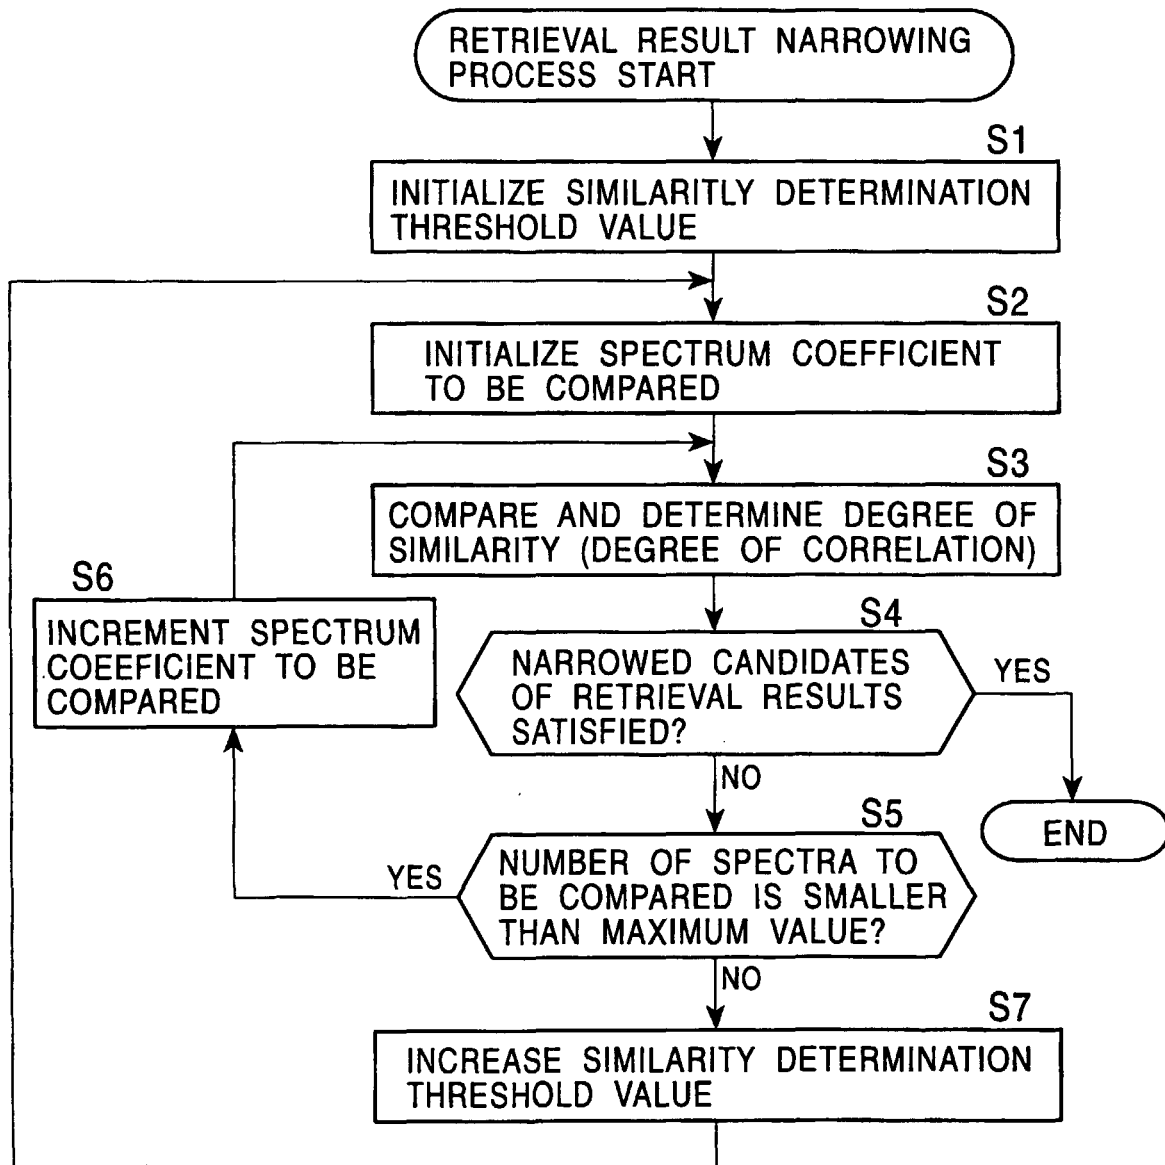 RETRIEVAL RESULT NARROWING
PROCESS START
S1
INITIALIZE SIMILARITLY DETERMINATION
THRESHOLD VALUE
S2
INITIALIZE SPECTRUM COEFFICIENT
TO BE COMPARED
S3
COMPARE AND DETERMINE DEGREE OF
SIMILARITY (DEGREE OF CORRELATION)
S6
INCREMENT SPECTRUM
COEEFICIENT TO BE
COMPARED
S4
NARROWED CANDIDATES
OF RETRIEVAL RESULTS
SATISFIED?
YES
NO
END
S5
NUMBER OF SPECTRA TO
BE COMPARED IS SMALLER
THAN MAXIMUM VALUE?
YES
NO
S7
INCREASE SIMILARITY DETERMINATION
THRESHOLD VALUE